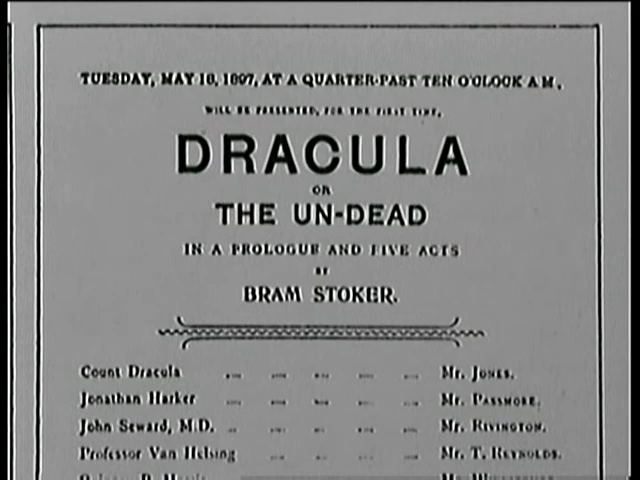 TUESDAY, MAY 18, 1897, AT A QUARTER-PAST TEN O'CLOCK A.M.
WILL BE PRESENTED, FOR THE FIRST TIME,
DRACULA
OR
THE UN-DEAD
IN A PROLOGUE AND FIVE ACTS
BY
BRAM STOKER.
Count Dracula ... ... ... ... ... Mr. JONES.
Jonathan Harker ... ... ... ... ... Mr. PASSMORE.
John Seward, M.D. ... ... ... ... ... Mr. RIVINGTON.
Professor Van Helsing ... ... ... ... Mr. T. REYNOLDS.